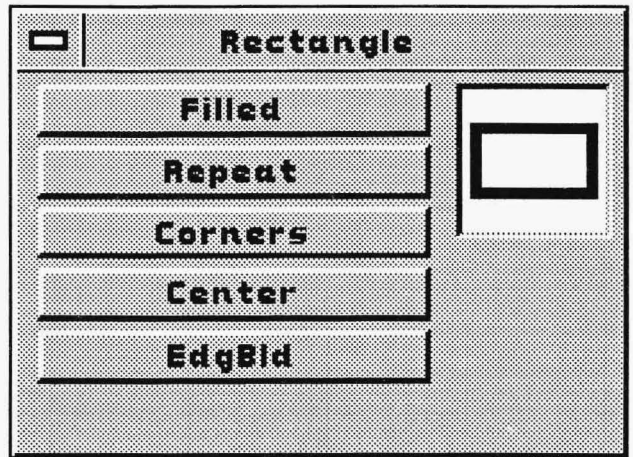 Rectangle
Filled
Repeat
Corners
Center
EdgBld